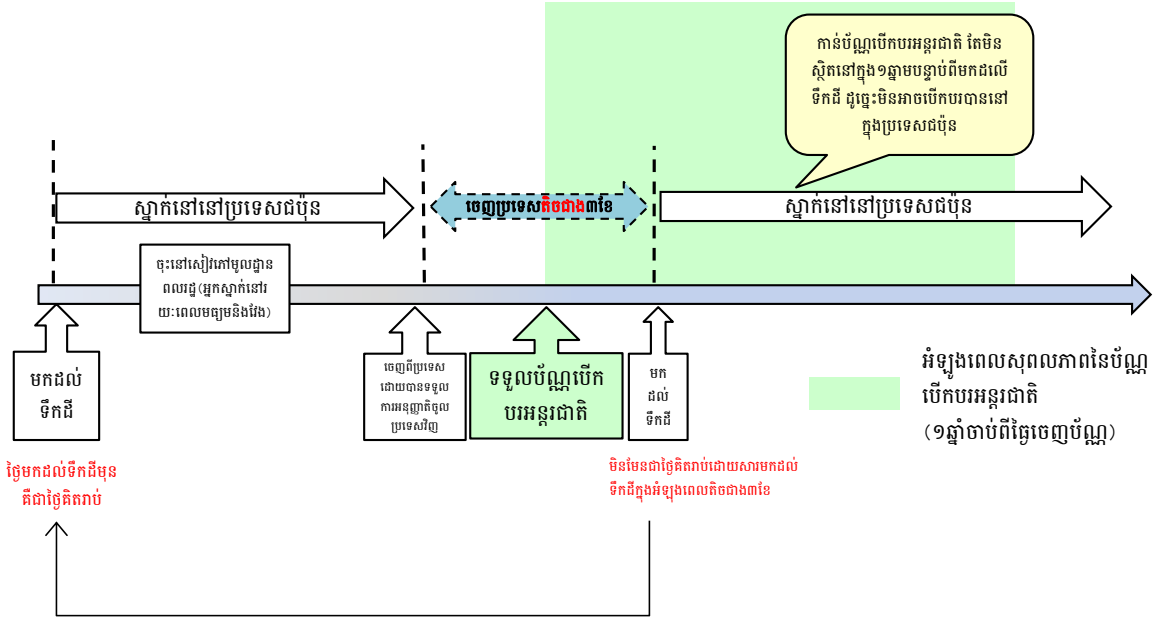 កាន់ប័ណ្ណបើកបរអន្តរជាតិ តែមិន
ស្ថិតនៅក្នុង១ឆ្នាមបន្ទាប់ពីមកដលើ
ទឹកដី ដូច្នេះមិនអាចបើកបរបាននៅ
ក្នុងប្រទេសជប៉ុន
ស្នាក់នៅនៅប្រទេសជប៉ុន
ចេញប្រទេសតិចជាង៣ខែ
ស្នាក់នៅនៅប្រទេសជប៉ុន
ចុះនៅសៀវភៅមូលដ្ឋាន
ពលរដ្ឋ(អ្នកស្នាក់នៅរ
យ:ពេលមធ្យមនិងវែង)
មកដល់
ទឹកដី
ចេញពីប្រទេស
ដោយបានទទួល
ការអនុញ្ញាតិចូល
ប្រទេសវិញ
ទទួលប័ណ្ណបើក
បរអន្តរជាតិ
មក
ដល់
ទឹកដី
អំឡុងពេលសុពលភាពនៃប័ណ្ណ
បើកបរអន្តរជាតិ
(១ឆ្នាំចាប់ពីធ្ងៃចេញប័ណ្ណ)
ថ្ងៃមកដល់ទឹកដីមុន
គឺជាថ្ងៃគិតរាប់
មិនមែនជាថ្ងៃគិតរាប់ដោយសារមកដល់
ទឹកដីក្នុងអំឡុងពេលតិចជាង៣ខែ